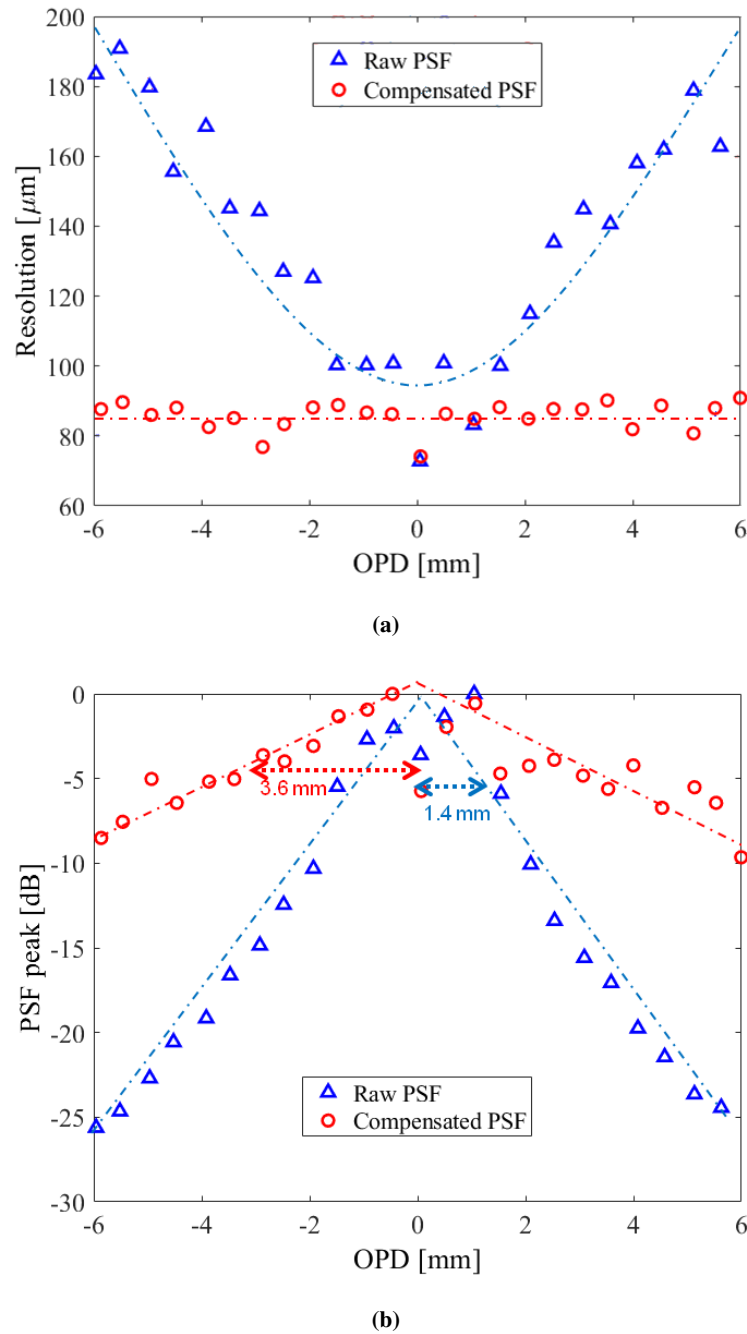 200
180
160
140
120
100
80
60
Resolution [μm]
Raw PSF
Compensated PSF
-6 -4 -2 0 2 4 6
OPD [mm]
(a)
0
-5
-10
-15
-20
-25
-30
PSF peak [dB]
3.6 mm
1.4 mm
Raw PSF
Compensated PSF
-6 -4 -2 0 2 4 6
OPD [mm]
(b)